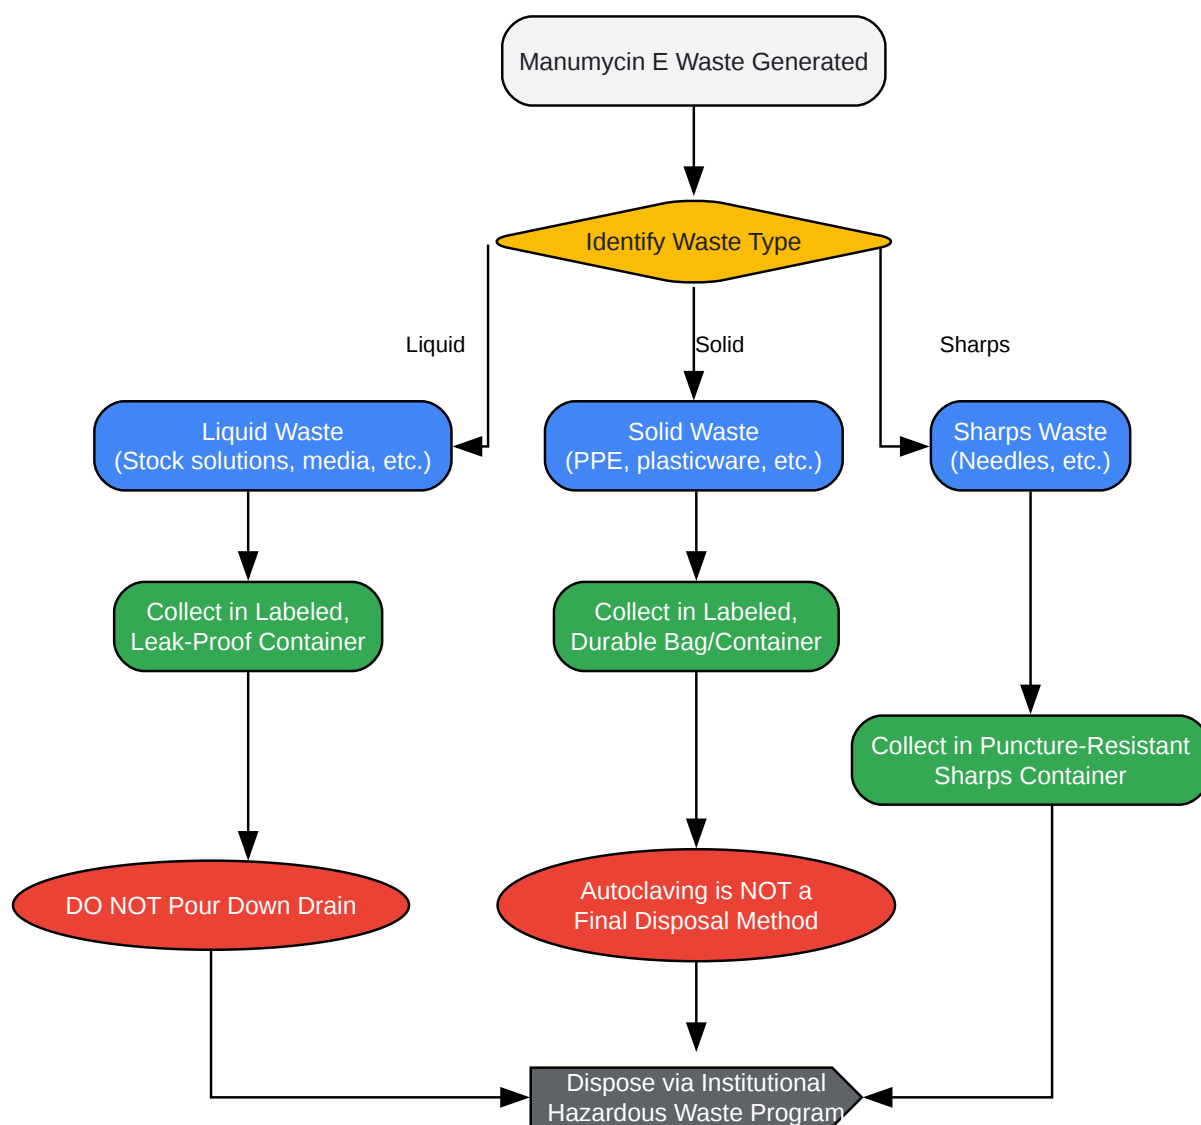 Manumycin E Waste Generated
Identify Waste Type
Liquid
Solid
Sharps
Liquid Waste
(Stock solutions, media, etc.)
Solid Waste
(PPE, plasticware, etc.)
Sharps Waste
(Needles, etc.)
Collect in Labeled,
Leak-Proof Container
Collect in Labeled,
Durable Bag/Container
Collect in Puncture-Resistant
Sharps Container
DO NOT Pour Down Drain
Autoclaving is NOT a
Final Disposal Method
Dispose via Institutional
Hazardous Waste Program